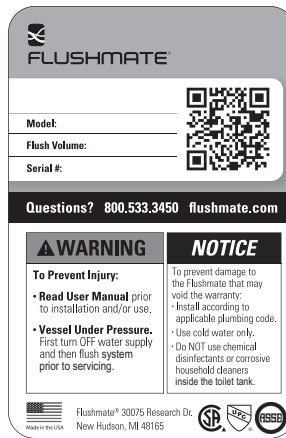 FLUSHMATE®
Model:
Flush Volume:
Serial #:
Questions? 800.533.3450 flushmate.com
WARNING
To Prevent Injury:
• Read User Manual prior
to installation and/or use.
• Vessel Under Pressure.
First turn OFF water supply
and then flush system
prior to servicing.
NOTICE
To prevent damage to
the Flushmate that may
void the warranty:
• Install according to
applicable plumbing code.
• Use cold water only.
• Do NOT use chemical
disinfectants or corrosive
household cleaners
inside the toilet tank.
Made in the USA
Flushmate® 30075 Research Dr.
New Hudson, MI 48165
SA
UPC
ASSE